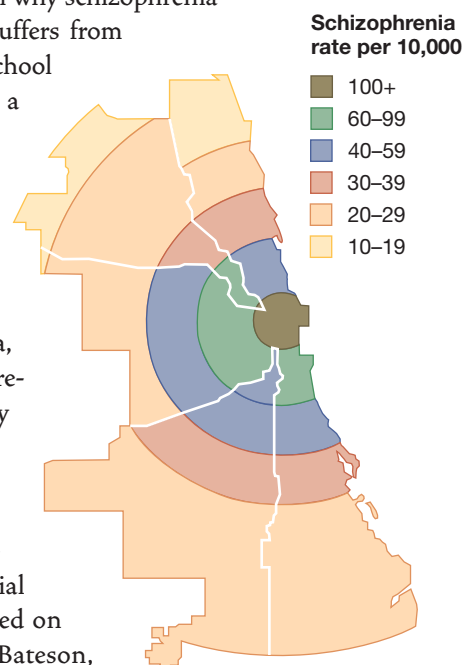 why schizophrenia
uffers from
chool
a
a,
re-
y
ial
ed on
Bateson,
Schizophrenia
rate per 10,000
100+
60–99
40–59
30–39
20–29
10–19